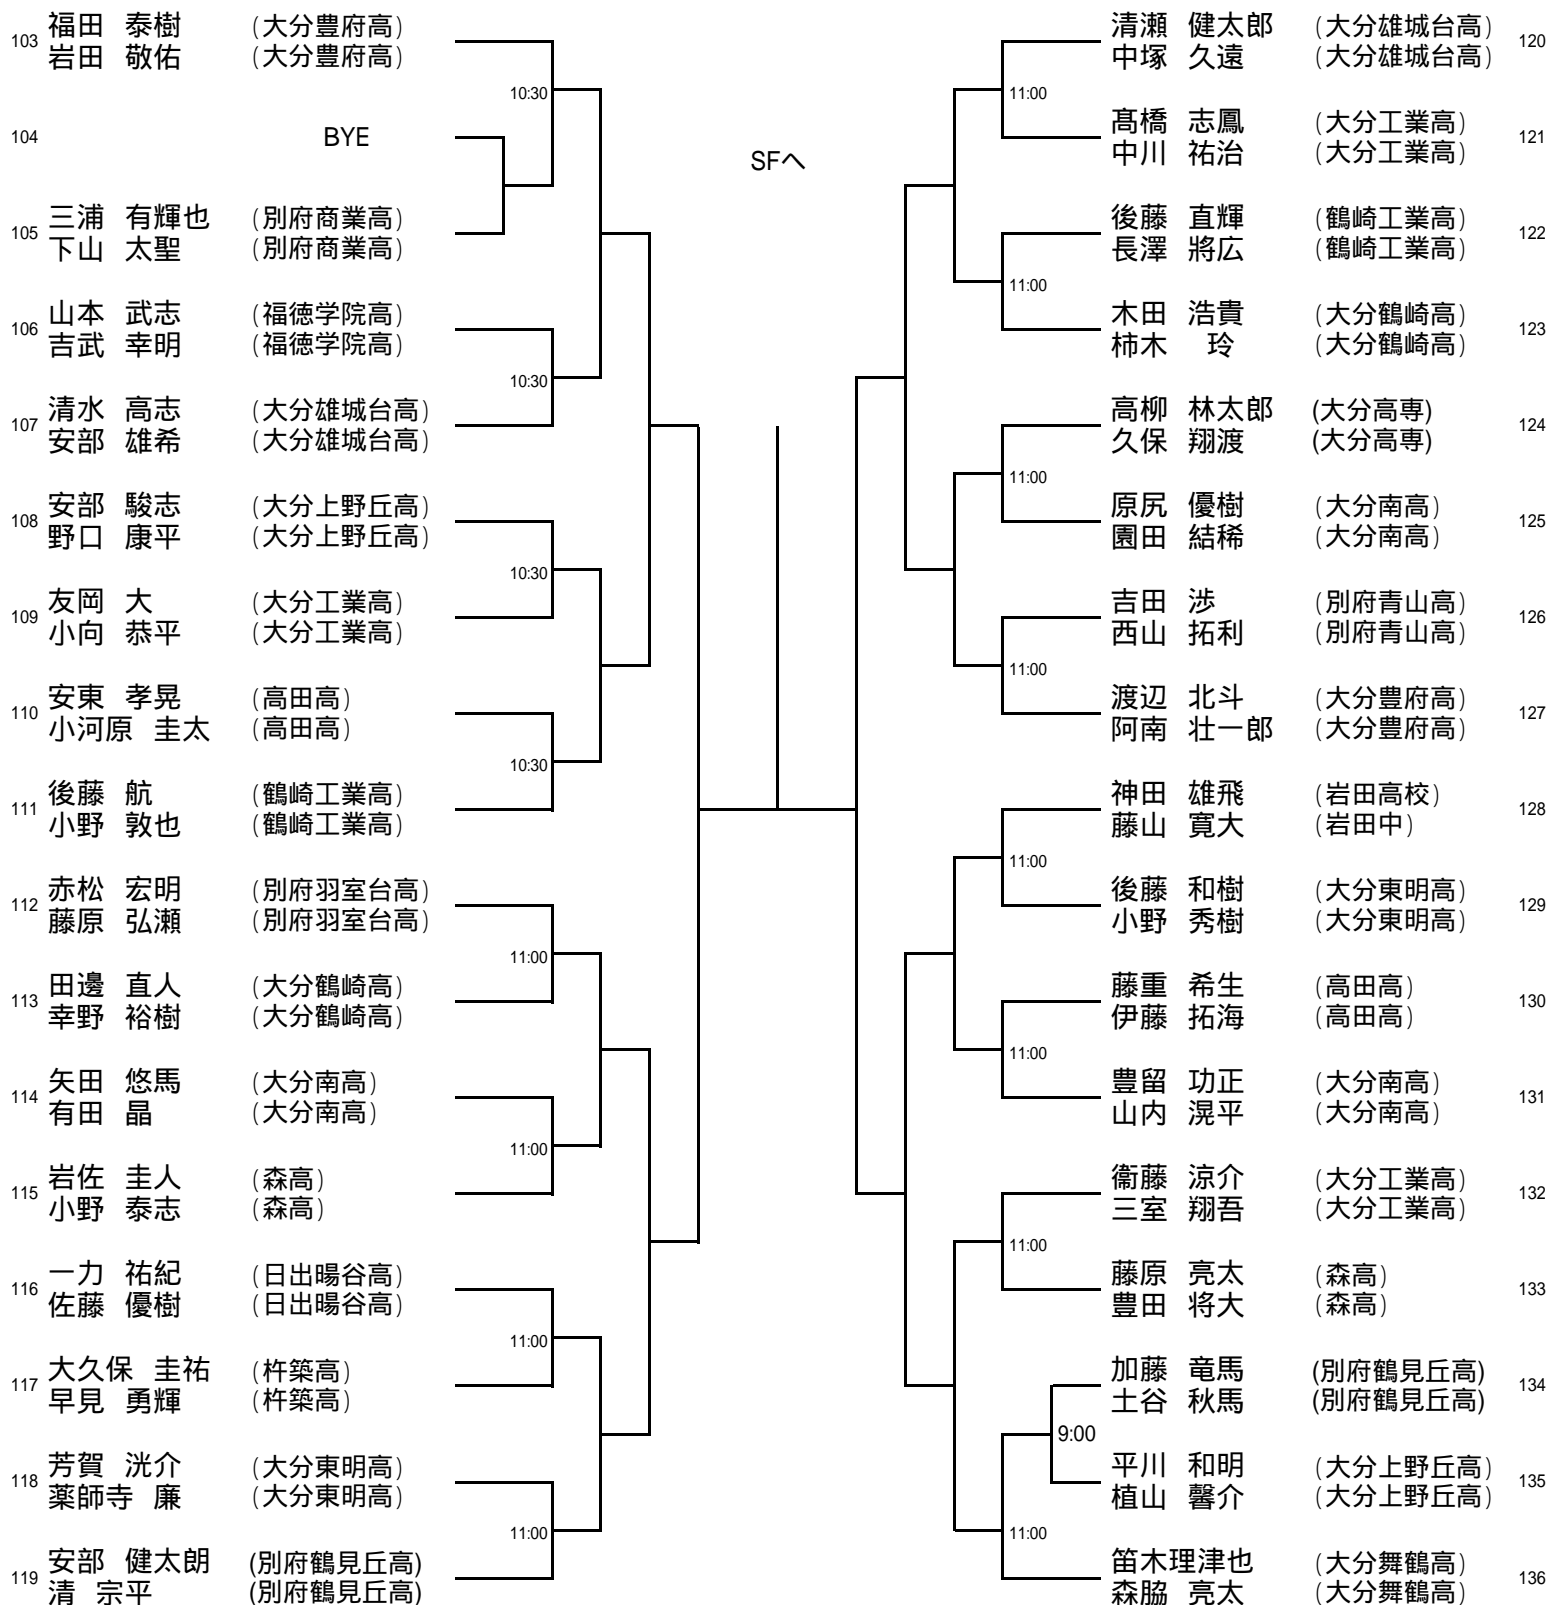 103 福田 泰樹 (大分豊府高)
岩田 敬佑 (大分豊府高)
10:30
104 BYE
105 三浦 有輝也 (別府商業高)
下山 太聖 (別府商業高)
106 山本 武志 (福徳学院高)
吉武 幸明 (福徳学院高)
10:30
107 清水 高志 (大分雄城台高)
安部 雄希 (大分雄城台高)
108 安部 駿志 (大分上野丘高)
野口 康平 (大分上野丘高)
10:30
109 友岡 大 (大分工業高)
小向 恭平 (大分工業高)
110 安東 孝晃 (高田高)
小河原 圭太 (高田高)
10:30
111 後藤 航 (鶴崎工業高)
小野 敦也 (鶴崎工業高)
112 赤松 宏明 (別府羽室台高)
藤原 弘瀬 (別府羽室台高)
11:00
113 田邊 直人 (大分鶴崎高)
幸野 裕樹 (大分鶴崎高)
114 矢田 悠馬 (大分南高)
有田 晶 (大分南高)
11:00
115 岩佐 圭人 (森高)
小野 泰志 (森高)
116 一力 祐紀 (日出暘谷高)
佐藤 優樹 (日出暘谷高)
11:00
117 大久保 圭祐 (杵築高)
早見 勇輝 (杵築高)
118 芳賀 洸介 (大分東明高)
薬師寺 廉 (大分東明高)
11:00
119 安部 健太朗 (別府鶴見丘高)
清 宗平 (別府鶴見丘高)
SFへ
清瀬 健太郎 (大分雄城台高) 120
中塚 久遠 (大分雄城台高)
11:00
髙橋 志鳳 (大分工業高) 121
中川 祐治 (大分工業高)
後藤 直輝 (鶴崎工業高) 122
長澤 將広 (鶴崎工業高)
11:00
木田 浩貴 (大分鶴崎高) 123
柿木 玲 (大分鶴崎高)
高柳 林太郎 (大分高専) 124
久保 翔渡 (大分高専)
11:00
原尻 優樹 (大分南高) 125
園田 結稀 (大分南高)
吉田 渉 (別府青山高) 126
西山 拓利 (別府青山高)
11:00
渡辺 北斗 (大分豊府高) 127
阿南 壮一郎 (大分豊府高)
神田 雄飛 (岩田高校) 128
藤山 寛大 (岩田中)
11:00
後藤 和樹 (大分東明高) 129
小野 秀樹 (大分東明高)
藤重 希生 (高田高) 130
伊藤 拓海 (高田高)
11:00
豊留 功正 (大分南高) 131
山内 滉平 (大分南高)
衞藤 涼介 (大分工業高) 132
三室 翔吾 (大分工業高)
11:00
藤原 亮太 (森高) 133
豊田 将大 (森高)
加藤 竜馬 (別府鶴見丘高) 134
土谷 秋馬 (別府鶴見丘高)
9:00
平川 和明 (大分上野丘高) 135
植山 馨介 (大分上野丘高)
11:00
笛木理津也 (大分舞鶴高) 136
森脇 亮太 (大分舞鶴高)